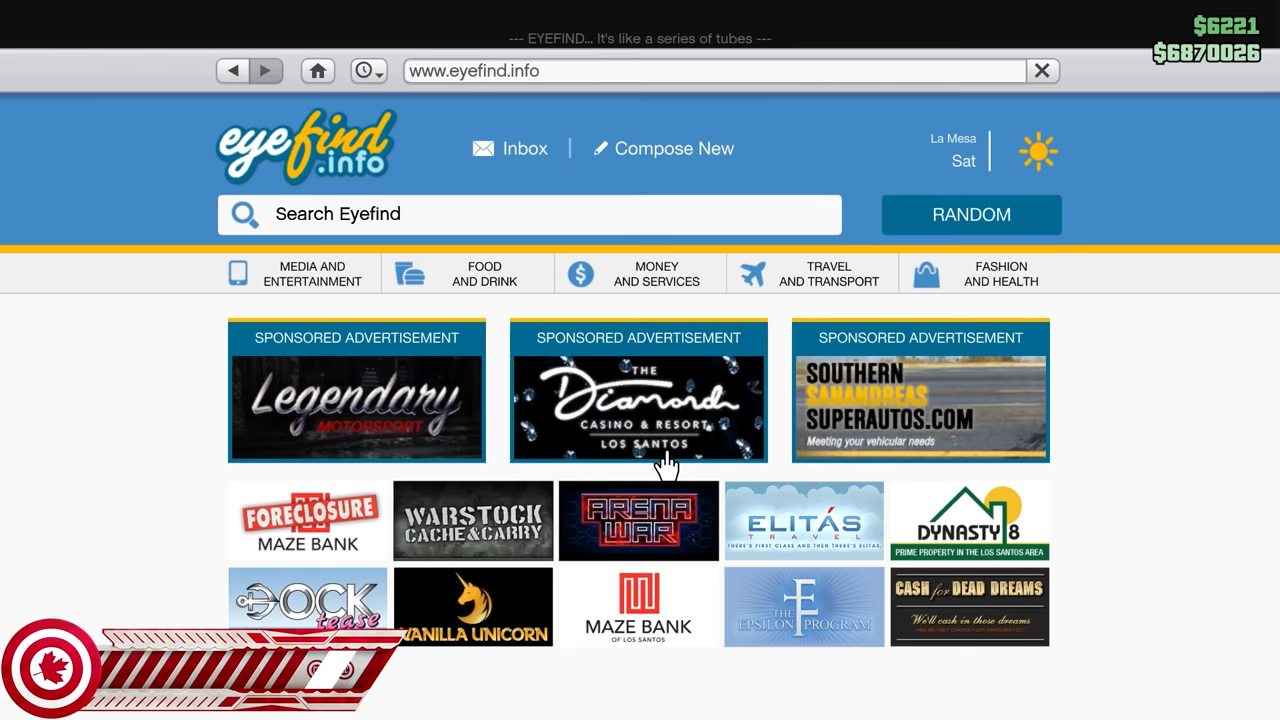 $6221
--- EYEFIND... It's like a series of tubes ---
$6870026
www.eyefind.info
eyefind
.info
Inbox
Compose New
La Mesa
Sat
Search Eyefind
RANDOM
MEDIA AND
ENTERTAINMENT
FOOD
AND DRINK
MONEY
AND SERVICES
TRAVEL
AND TRANSPORT
FASHION
AND HEALTH
SPONSORED ADVERTISEMENT
Legendary
MOTORSPORT
SPONSORED ADVERTISEMENT
THE
Diamond
CASINO & RESORT
LOS SANTOS
SPONSORED ADVERTISEMENT
SOUTHERN
SANANDREAS
SUPERAUTOS.COM
Meeting your vehicular needs
FORECLOSURE
MAZE BANK
WARSTOCK
CACHE&CARRY
ARENA
WAR
ELITÁS
TRAVEL
THERE'S FIRST CLASS AND THEN THERE'S ELITAS.
DYNASTY 8
PRIME PROPERTY IN THE LOS SANTOS AREA
DOCK
tease
VANILLA UNICORN
MAZE BANK
OF LOS SANTOS
THE
EPSILON PROGRAM
CASH for DEAD DREAMS
We'll cash in those dreams